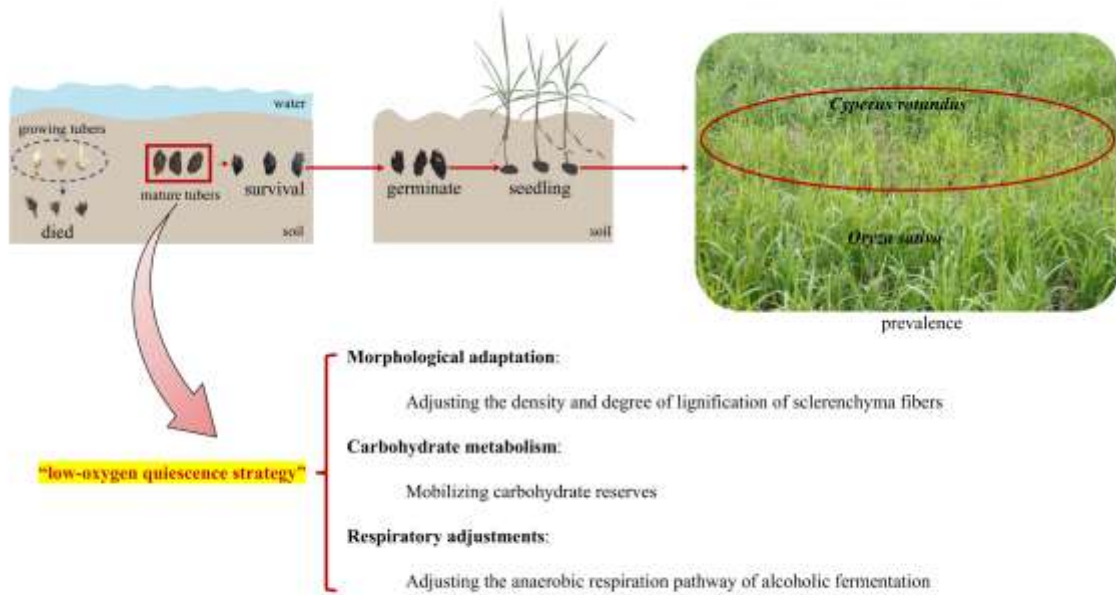 water
growing tubers
mature tubers
survival
died
soil
germinate
seedling
soil
Cyperus rotundus
Oryza sativa
prevalence
Morphological adaptation:
Adjusting the density and degree of lignification of sclerenchyma fibers
Carbohydrate metabolism:
Mobilizing carbohydrate reserves
“low-oxygen quiescence strategy”
Respiratory adjustments:
Adjusting the anaerobic respiration pathway of alcoholic fermentation